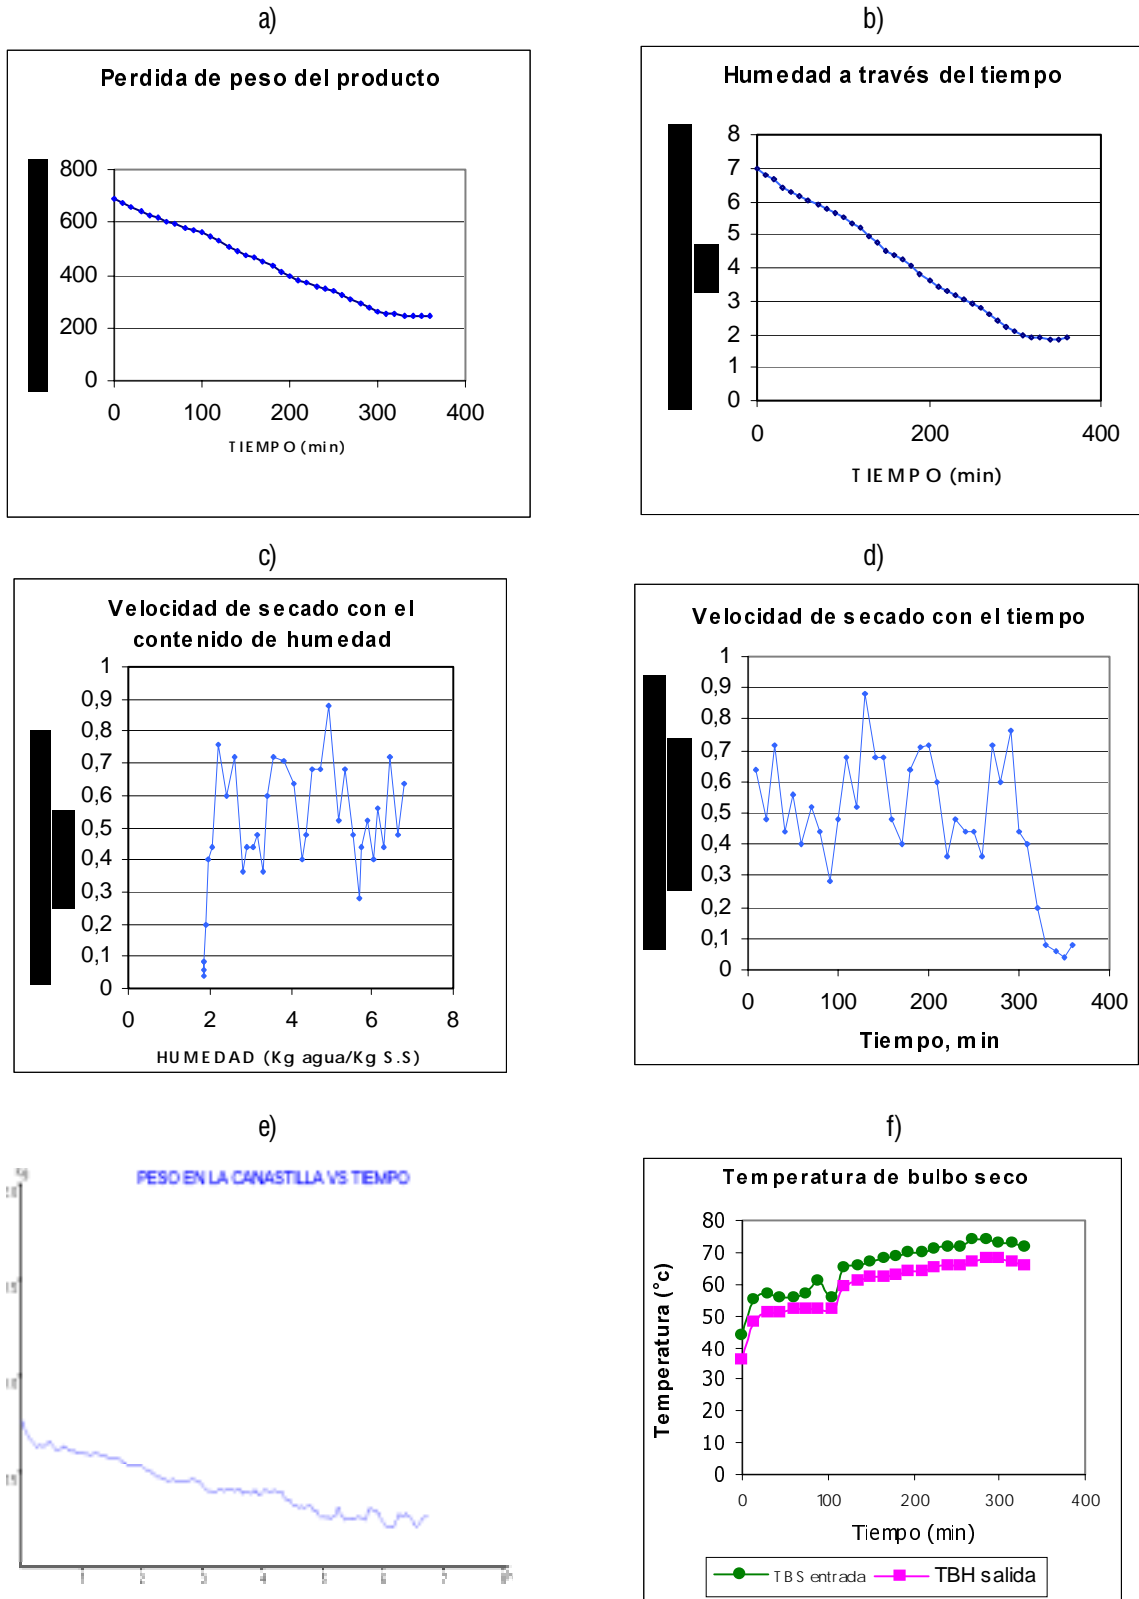 a)
Perdida de peso del producto
800
600
400
200
0
0 100 200 300 400
TIEMPO (min)
b)
Humedad a través del tiempo
8
7
6
5
4
3
2
1
0
0 200 400
TIEMPO (min)
c)
Velocidad de secado con el
contenido de humedad
1
0,9
0,8
0,7
0,6
0,5
0,4
0,3
0,2
0,1
0
0 2 4 6 8
HUMEDAD (Kg agua/Kg S.S)
d)
Velocidad de secado con el tiempo
1
0,9
0,8
0,7
0,6
0,5
0,4
0,3
0,2
0,1
0
0 100 200 300 400
Tiempo, min
e)
PESO EN LA CANASTILLA VS TIEMPO
f)
Temperatura de bulbo seco
80
70
60
50
40
30
20
10
0
Temperatura (°c)
0 100 200 300 400
Tiempo (min)
TBS entrada TBH salida